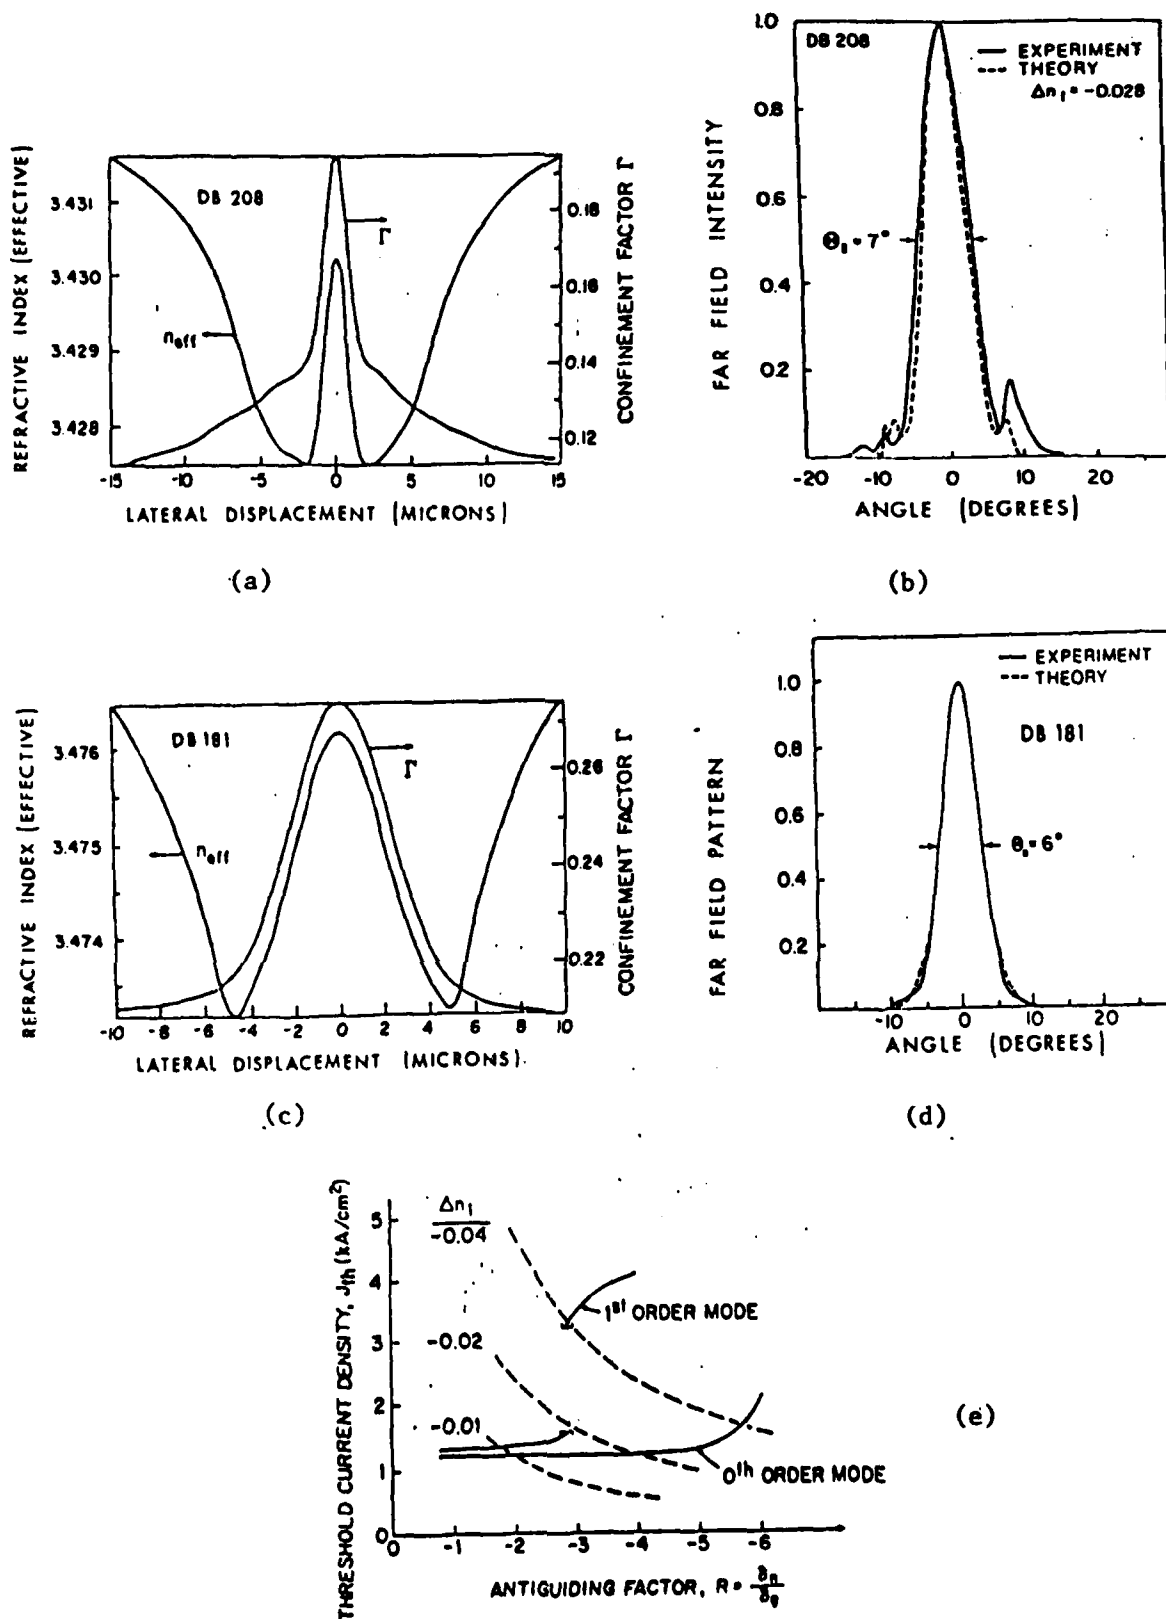 REFRACTIVE INDEX (EFFECTIVE)
3.431
3.430
3.429
3.428
DB 208
n_eff
Γ
0.18
0.16
0.14
0.12
CONFINEMENT FACTOR Γ
-15 -10 -5 0 5 10 15
LATERAL DISPLACEMENT (MICRONS)
(a)
FAR FIELD INTENSITY
1.0
0.8
0.6
0.4
0.2
DB 208
EXPERIMENT
THEORY
Δn₁ = -0.028
= 7°
-20 -10 0 10 20
ANGLE (DEGREES)
(b)
REFRACTIVE INDEX (EFFECTIVE)
3.476
3.475
3.474
DB 181
n_eff
Γ
0.26
0.24
0.22
CONFINEMENT FACTOR Γ
-10 -8 -6 -4 -2 0 2 4 6 8 10
LATERAL DISPLACEMENT (MICRONS)
(c)
FAR FIELD PATTERN
1.0
0.8
0.6
0.4
0.2
EXPERIMENT
THEORY
DB 181
= 6°
-10 0 10 20
ANGLE (DEGREES)
(d)
THRESHOLD CURRENT DENSITY, Jth (kA/cm²)
5
4
3
2
1
0
Δn₁
-0.04
-0.02
-0.01
1st ORDER MODE
0th ORDER MODE
0 -1 -2 -3 -4 -5 -6
ANTIGUIDING FACTOR, R = δn/δg
(e)